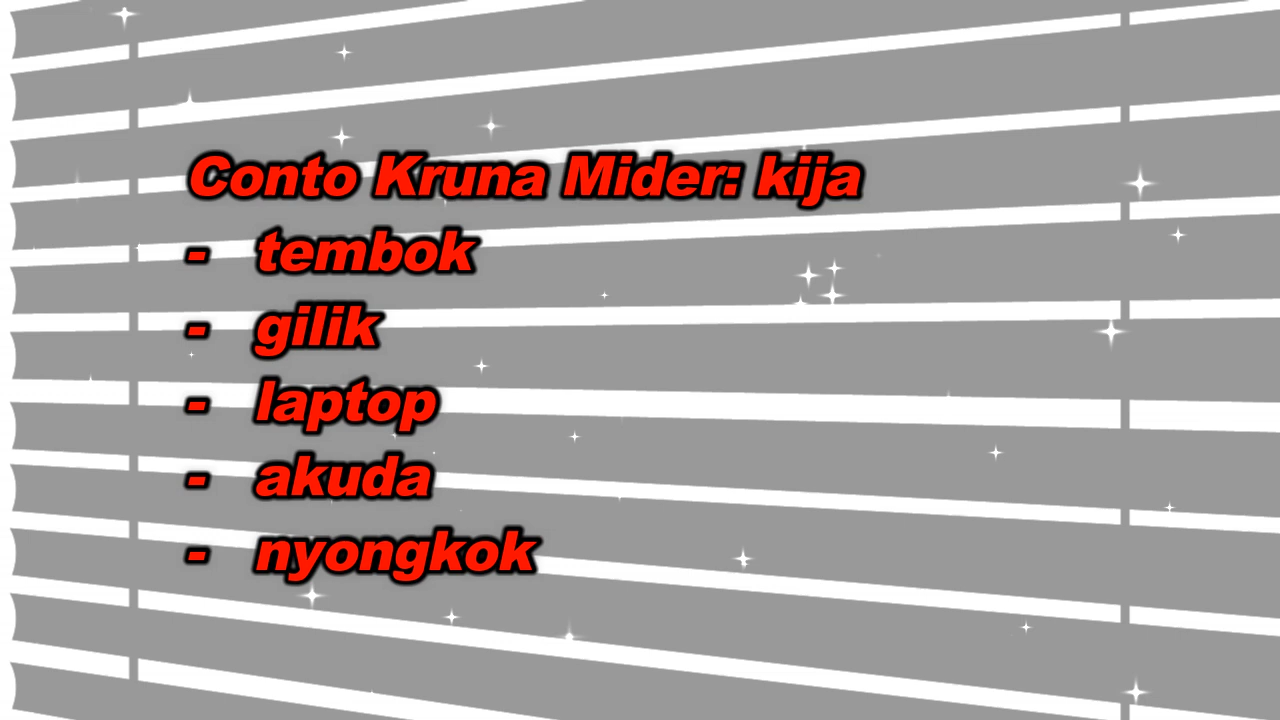 Conto Kruna Mider: kija
- tembok
- gilik
- laptop
- akuda
- nyongkok